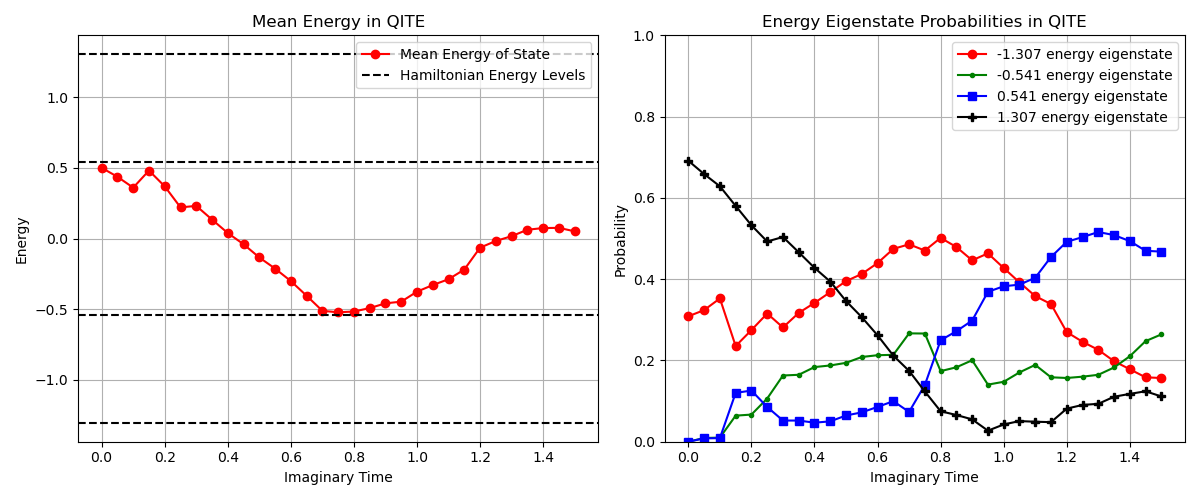 Mean Energy in QITE
Mean Energy of State
Hamiltonian Energy Levels
1.0
0.5
0.0
−0.5
−1.0
Energy
0.0 0.2 0.4 0.6 0.8 1.0 1.2 1.4
Imaginary Time
Energy Eigenstate Probabilities in QITE
-1.307 energy eigenstate
-0.541 energy eigenstate
0.541 energy eigenstate
1.307 energy eigenstate
1.0
0.8
0.6
0.4
0.2
0.0
Probability
0.0 0.2 0.4 0.6 0.8 1.0 1.2 1.4
Imaginary Time